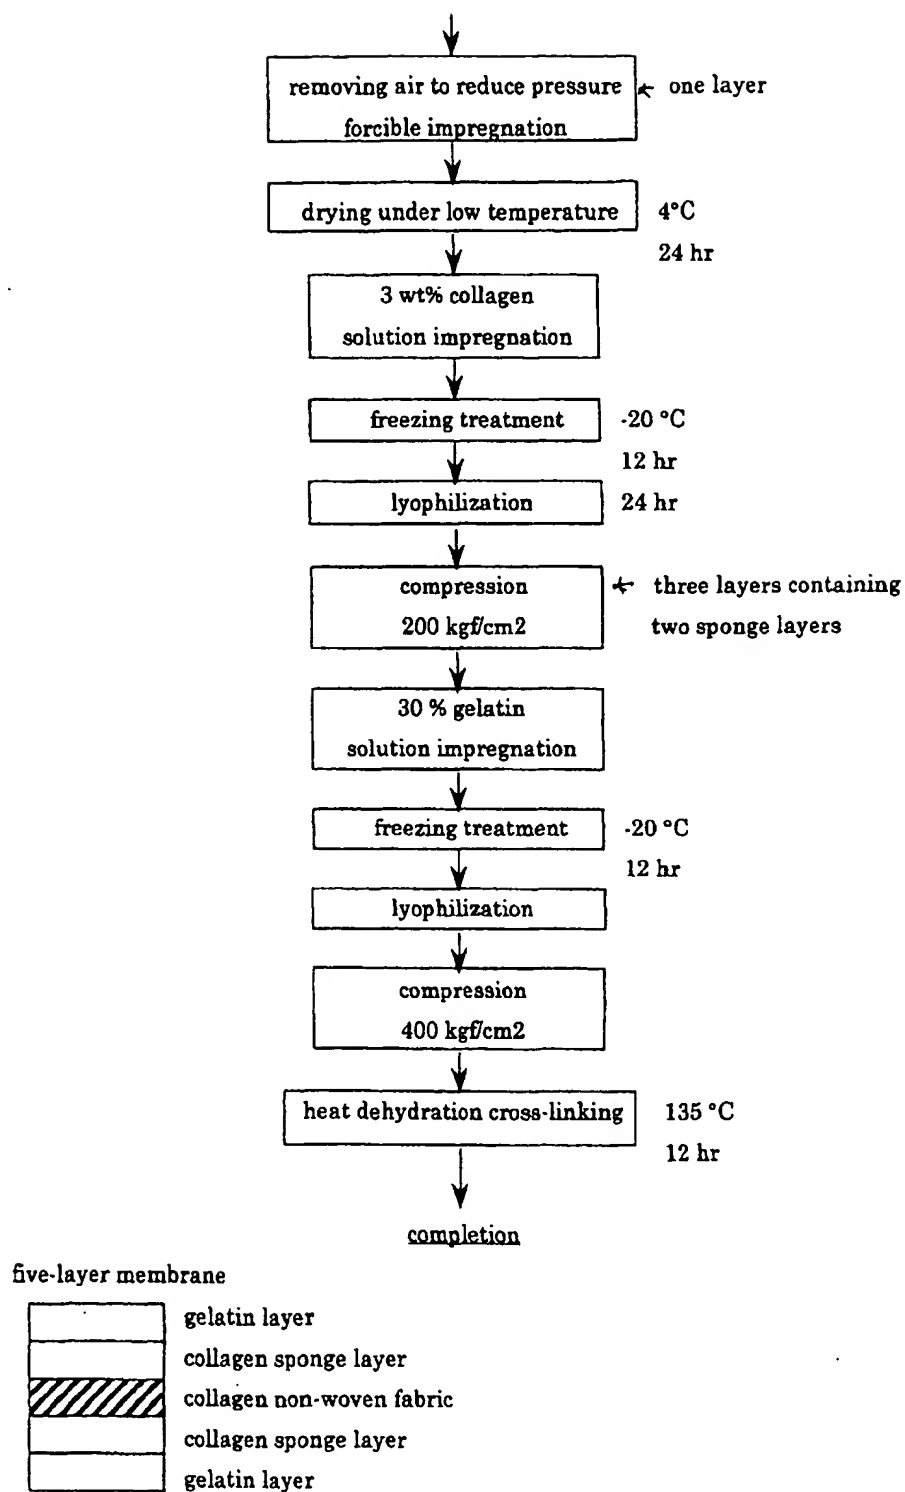 removing air to reduce pressure
forcible impregnation
one layer
drying under low temperature
4°C
24 hr
3 wt% collagen
solution impregnation
freezing treatment
-20 °C
12 hr
lyophilization
24 hr
compression
200 kgf/cm2
three layers containing
two sponge layers
30 % gelatin
solution impregnation
freezing treatment
-20 °C
12 hr
lyophilization
compression
400 kgf/cm2
heat dehydration cross-linking
135 °C
12 hr
completion
five-layer membrane
gelatin layer
collagen sponge layer
collagen non-woven fabric
collagen sponge layer
gelatin layer